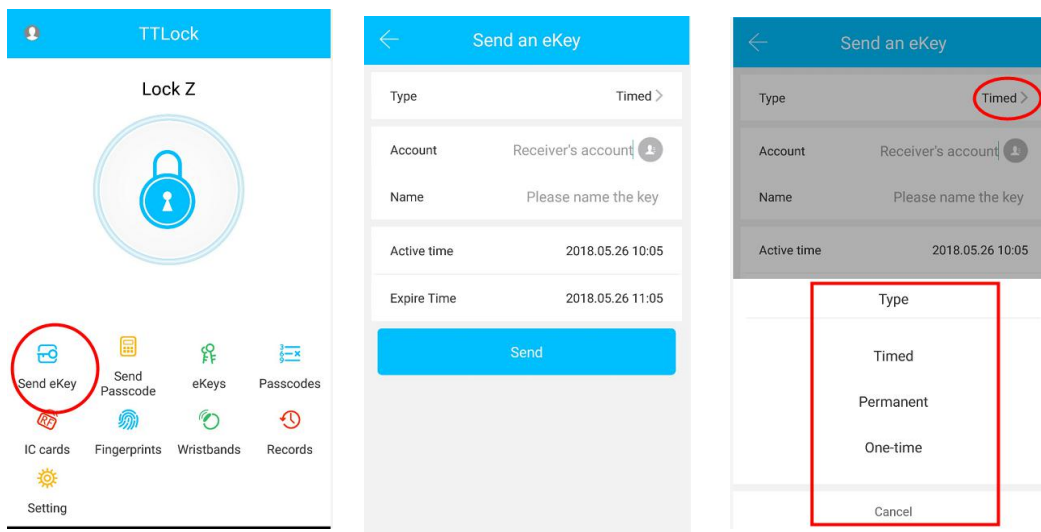 TTLock
Lock Z
Send eKey
Send Passcode
eKeys
Passcodes
RF
IC cards
Fingerprints
Wristbands
Records
Setting
Send an eKey
Type Timed
Account Receiver's account
Name Please name the key
Active time 2018.05.26 10:05
Expire Time 2018.05.26 11:05
Send
Send an eKey
Type Timed
Account Receiver's account
Name Please name the key
Active time 2018.05.26 10:05
Type
Timed
Permanent
One-time
Cancel